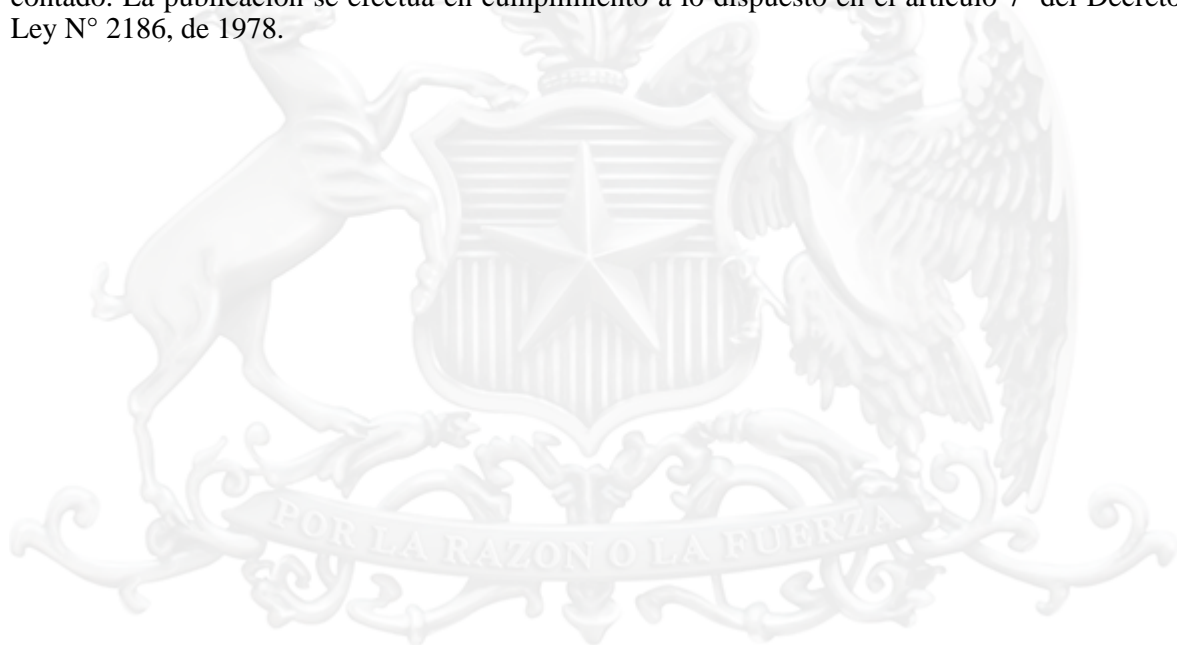 contado. La publicación se efectúa en cumplimiento a lo dispuesto en el artículo 7° del Decreto
Ley N° 2186, de 1978.
POR LA RAZON O LA FUERZA